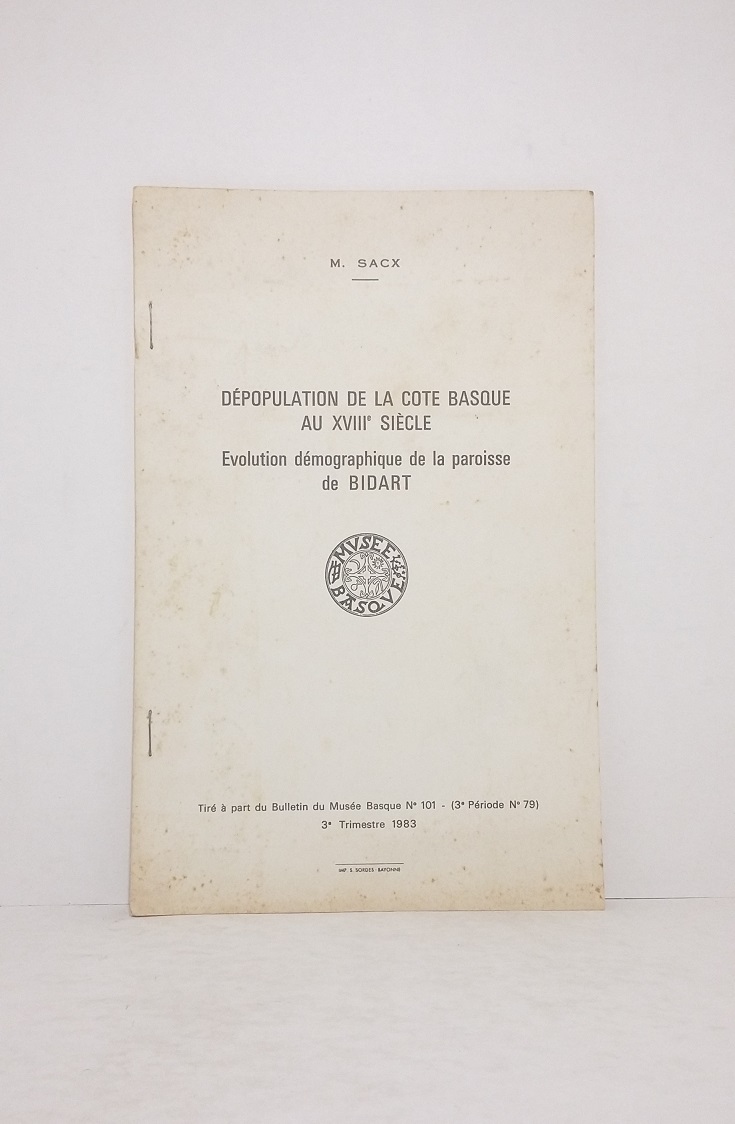 M. SACX
DÉPOPULATION DE LA COTE BASQUE
AU XVIIIe SIÈCLE
Evolution démographique de la paroisse
de BIDART
MVSEE
BASQVE
Tiré à part du Bulletin du Musée Basque N° 101 - (3e Période N° 79)
3e Trimestre 1983
IMP S. SORDES BAYONNE